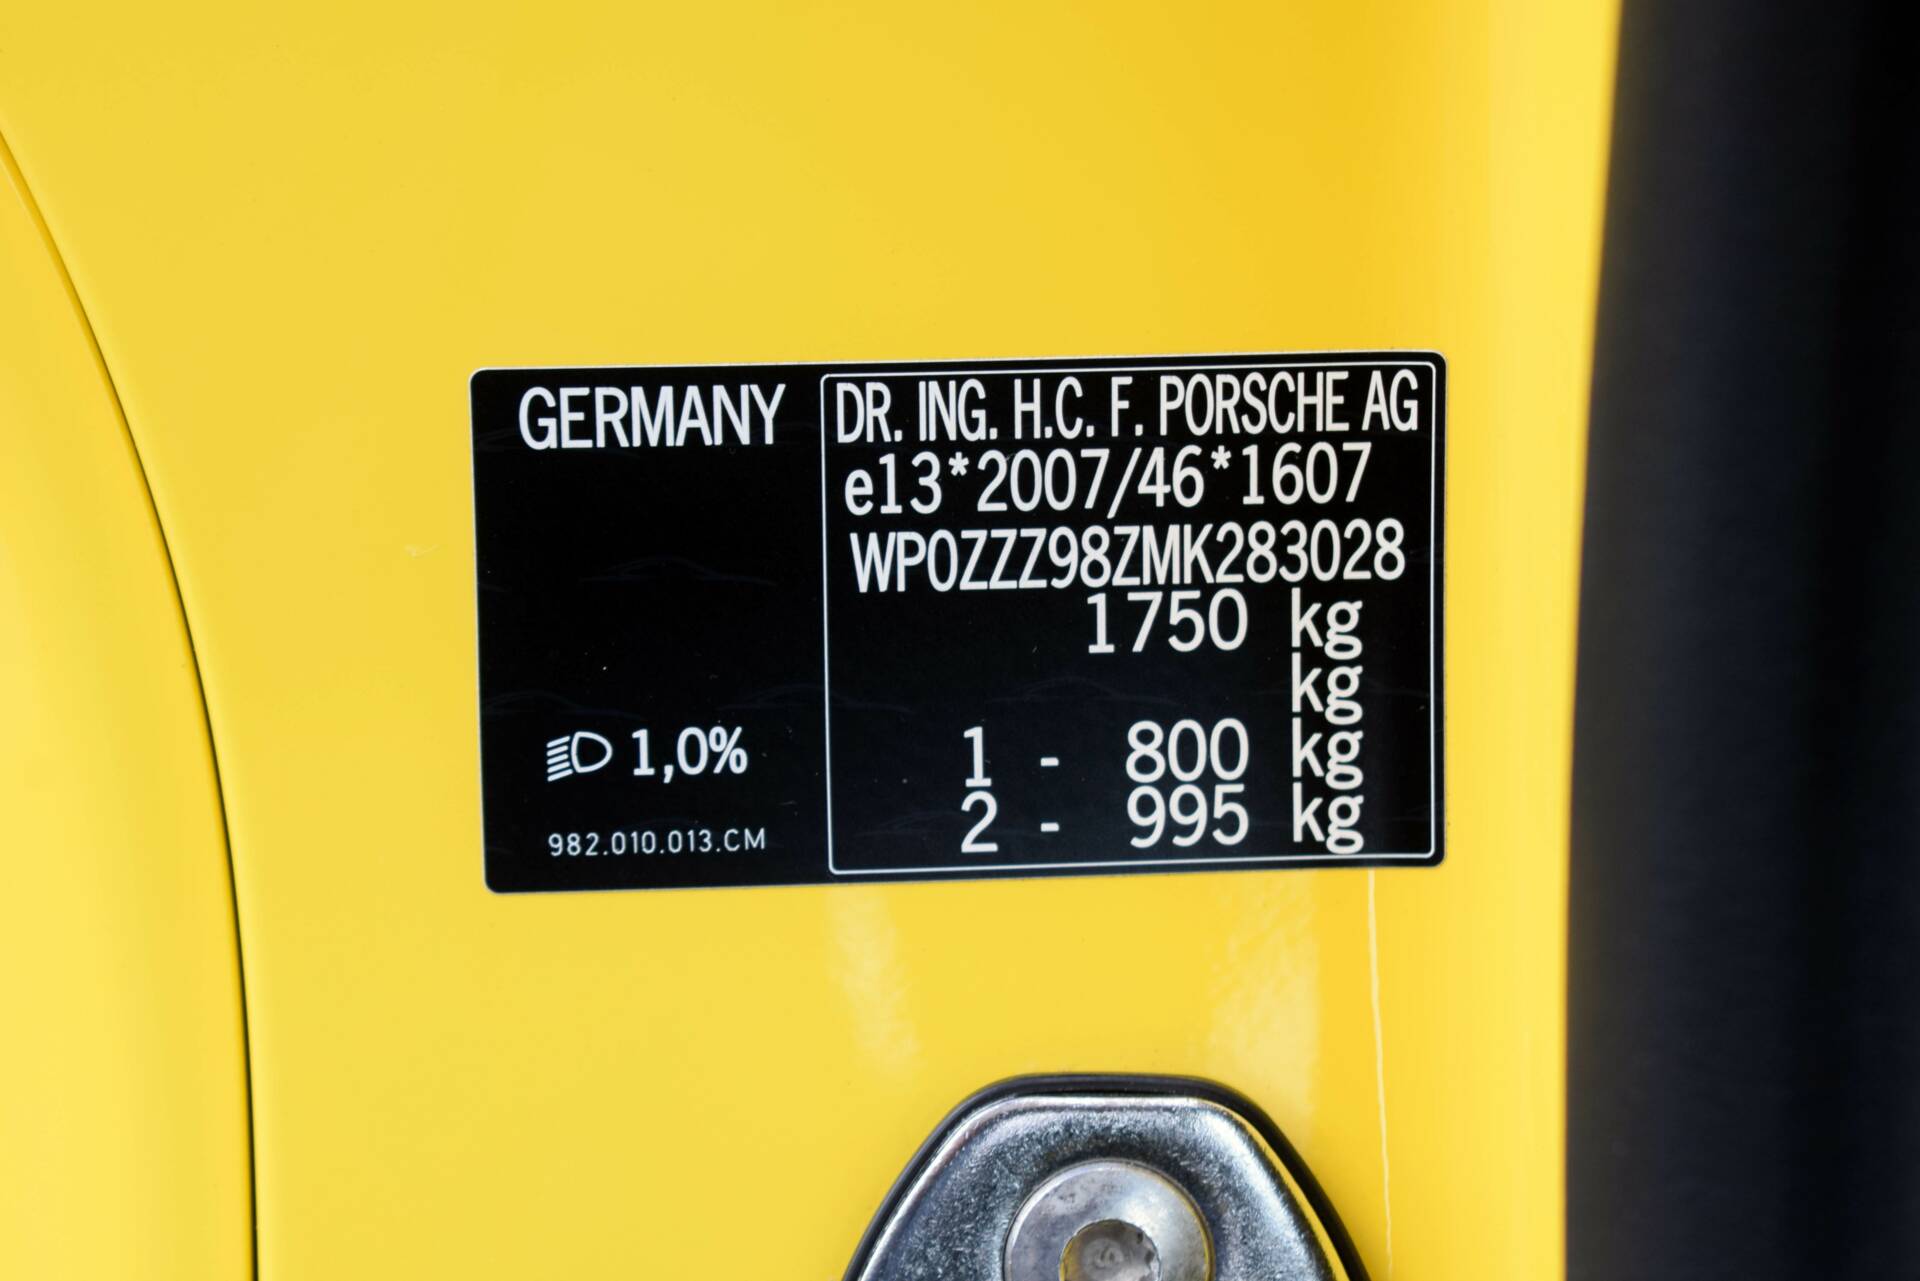 GERMANY
1,0%
982.010.013.CM
DR. ING. H.C. F. PORSCHE AG
e13*2007/46*1607
WP0ZZZ98ZMK283028
1750 kg
kg
1 - 800 kg
2 - 995 kg